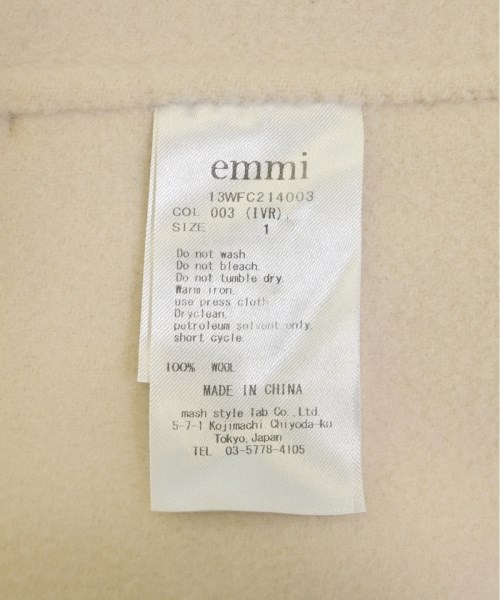 emmi
13WFC214003
COL 003 (IVR),
SIZE 1
Do not wash.
Do not bleach.
Do not tumble dry.
Warm iron.
use press cloth.
Dryclean,
petroleum solvent only,
short cycle.
100% WOOL
MADE IN CHINA
mash style lab Co., Ltd.
5-7-1 Kojimachi, Chiyoda-ku
Tokyo, Japan
TEL 03-5778-4105